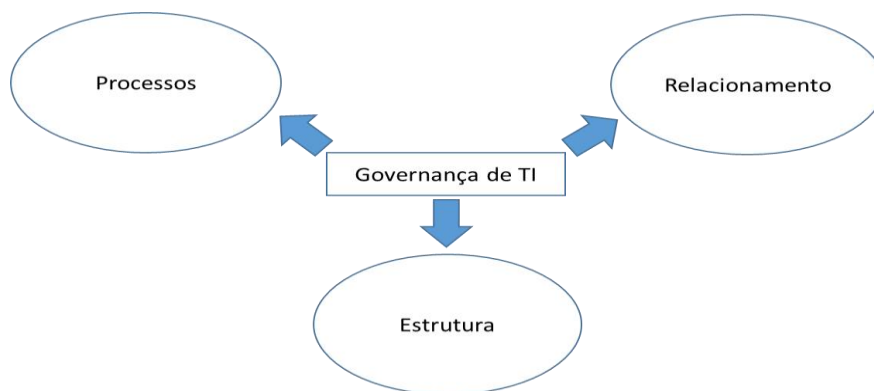 Processos
Relacionamento
Governança de TI
Estrutura